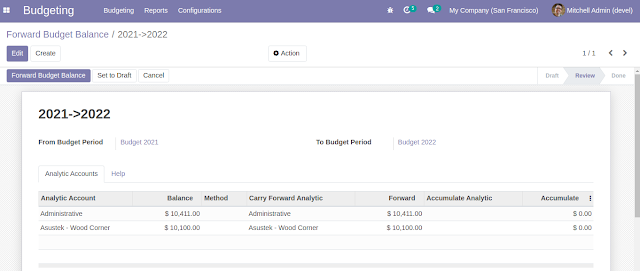 Budgeting Budgeting Reports Configurations 5 2 My Company (San Francisco) Mitchell Admin (devel)
Forward Budget Balance / 2021->2022
Edit Create Action 1 / 1
Forward Budget Balance Set to Draft Cancel Draft Review Done
2021->2022
From Budget Period Budget 2021 To Budget Period Budget 2022
Analytic Accounts Help
Analytic Account Balance Method Carry Forward Analytic Forward Accumulate Analytic Accumulate
Administrative $ 10,411.00 Administrative $ 10,411.00 $ 0.00
Asustek - Wood Corner $ 10,100.00 Asustek - Wood Corner $ 10,100.00 $ 0.00